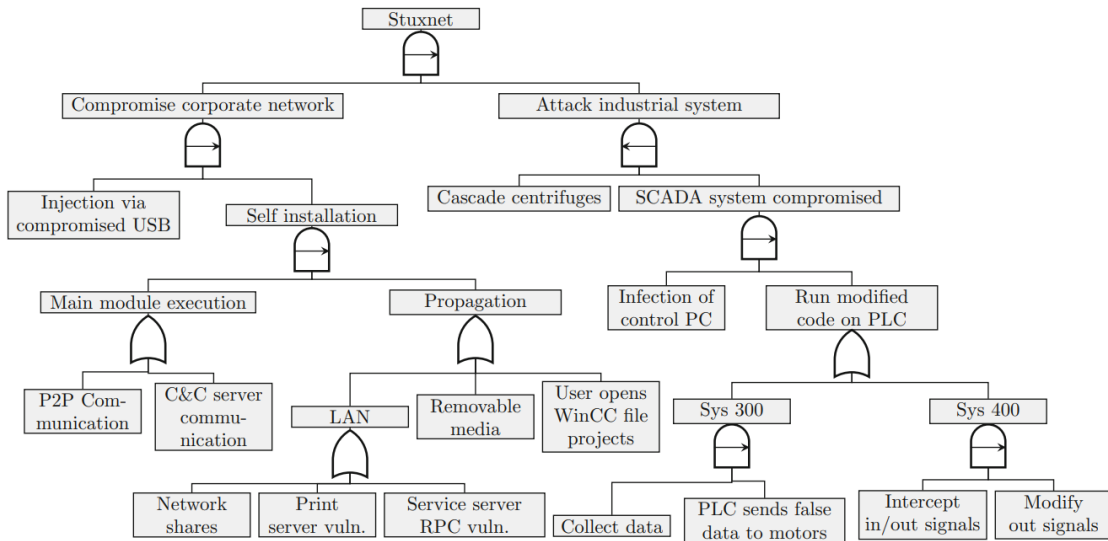 Stuxnet
Compromise corporate network
Attack industrial system
Injection via
compromised USB
Self installation
Cascade centrifuges
SCADA system compromised
Main module execution
Propagation
Infection of
control PC
Run modified
code on PLC
P2P Com-
munication
C&C server
commu-
nication
LAN
Removable
media
User opens
WinCC file
projects
Sys 300
Sys 400
Network
shares
Print
server vuln.
Service server
RPC vuln.
Collect data
PLC sends false
data to motors
Intercept
in/out signals
Modify
out signals